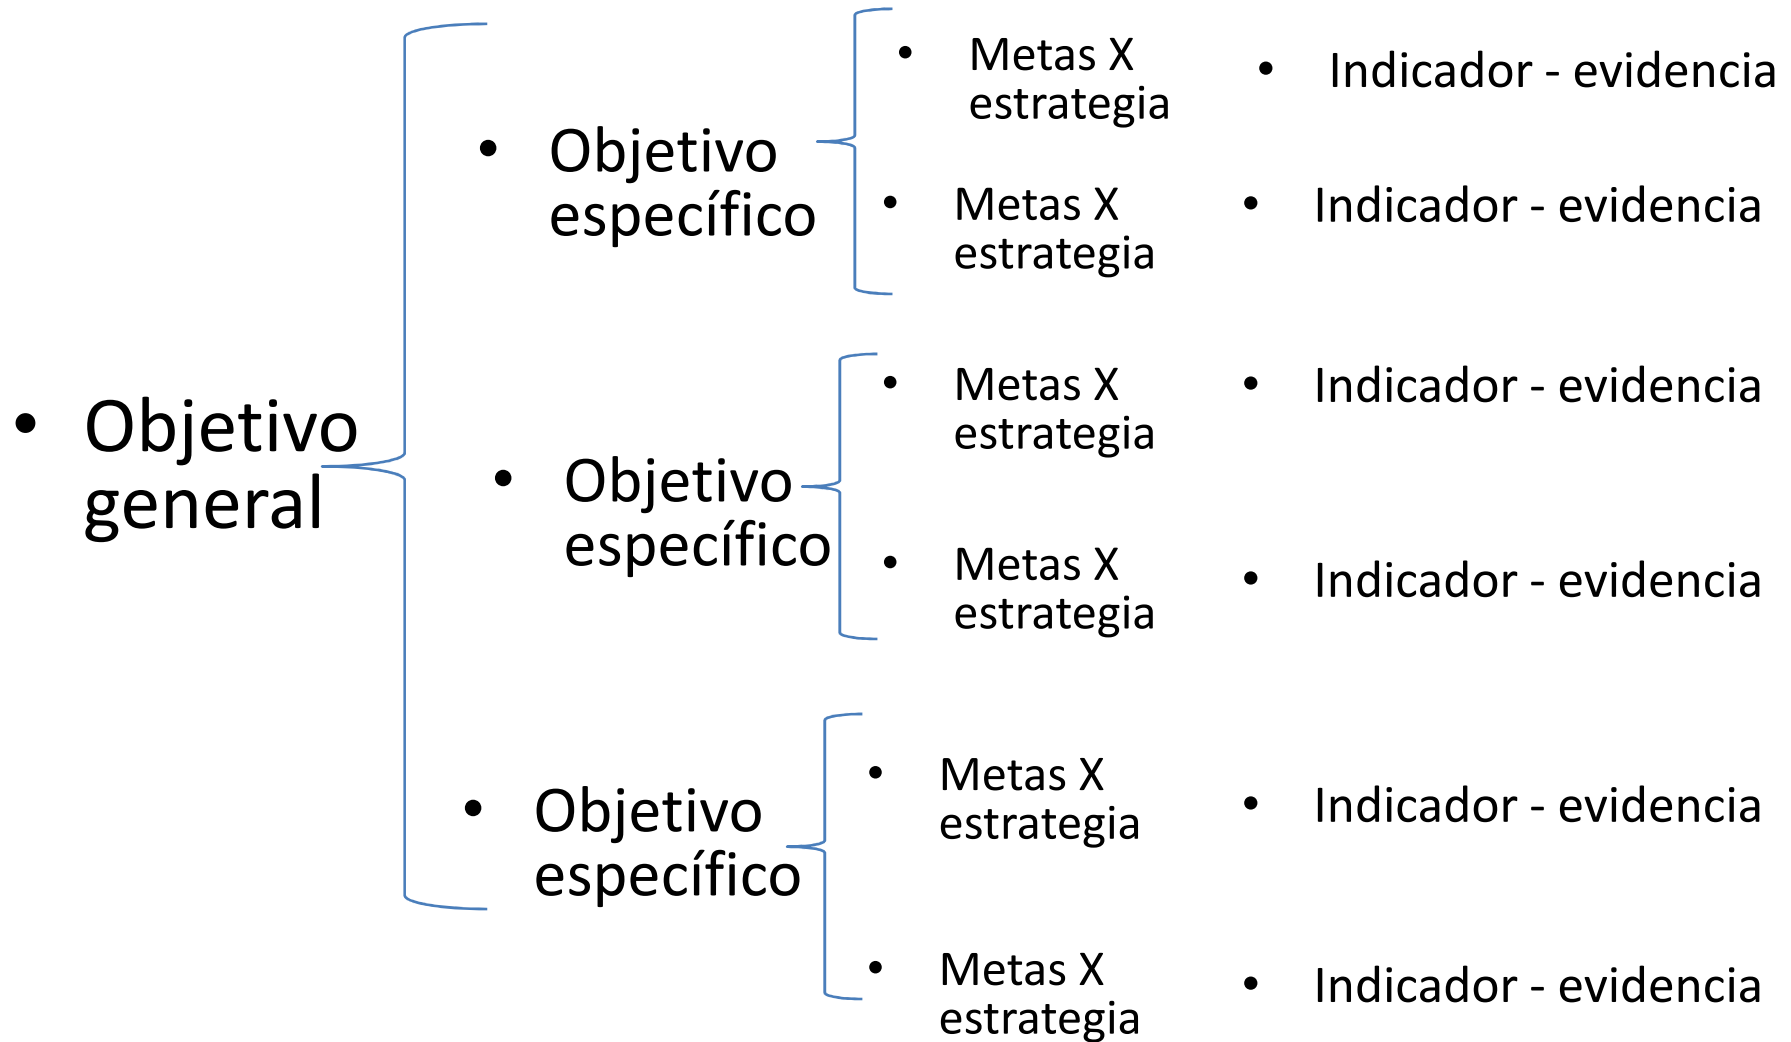 • Objetivo
general
• Objetivo
específico
• Metas X
estrategia
• Indicador - evidencia
• Metas X
estrategia
• Indicador - evidencia
• Objetivo
específico
• Metas X
estrategia
• Indicador - evidencia
• Metas X
estrategia
• Indicador - evidencia
• Objetivo
específico
• Metas X
estrategia
• Indicador - evidencia
• Metas X
estrategia
• Indicador - evidencia